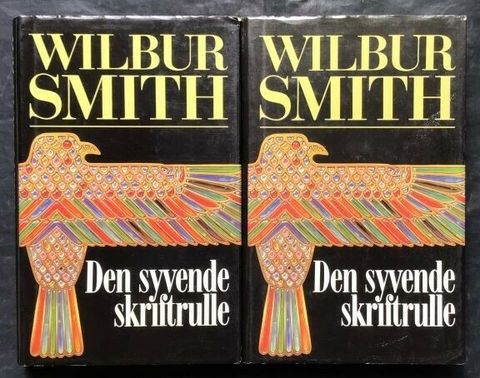 WILBUR
SMITH
Den syvende
skriftrulle
WILBUR
SMITH
Den syvende
skriftrulle